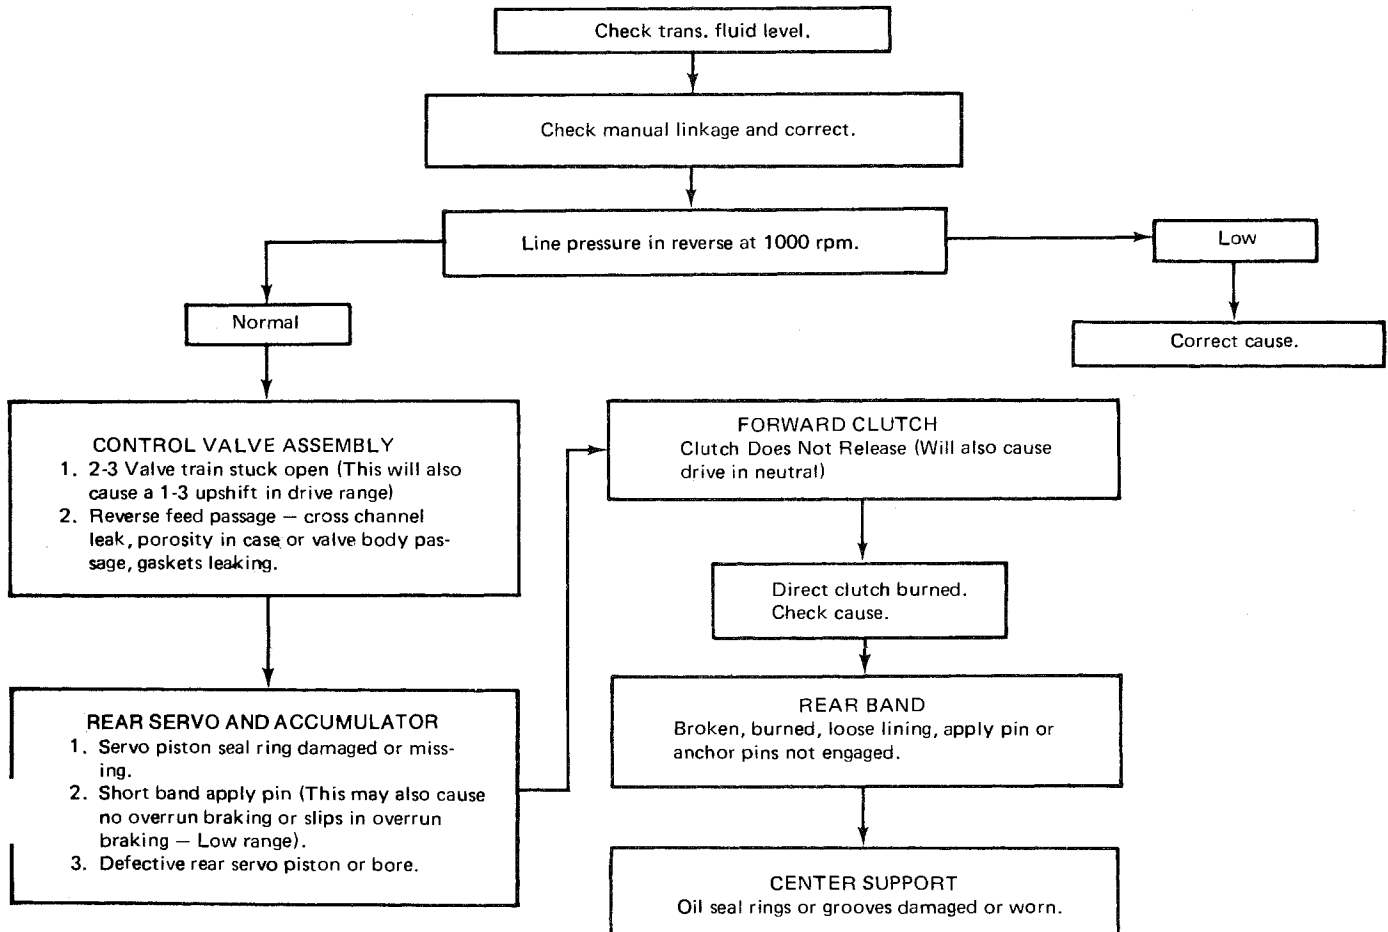 Check trans. fluid level.
Check manual linkage and correct.
Line pressure in reverse at 1000 rpm.
Low
Normal
Correct cause.
CONTROL VALVE ASSEMBLY
1. 2-3 Valve train stuck open (This will also
cause a 1-3 upshift in drive range)
2. Reverse feed passage — cross channel
leak, porosity in case or valve body pas-
sage, gaskets leaking.
REAR SERVO AND ACCUMULATOR
1. Servo piston seal ring damaged or miss-
ing.
2. Short band apply pin (This may also cause
no overrun braking or slips in overrun
braking — Low range).
3. Defective rear servo piston or bore.
FORWARD CLUTCH
Clutch Does Not Release (Will also cause
drive in neutral)
Direct clutch burned.
Check cause.
REAR BAND
Broken, burned, loose lining, apply pin or
anchor pins not engaged.
CENTER SUPPORT
Oil seal rings or grooves damaged or worn.